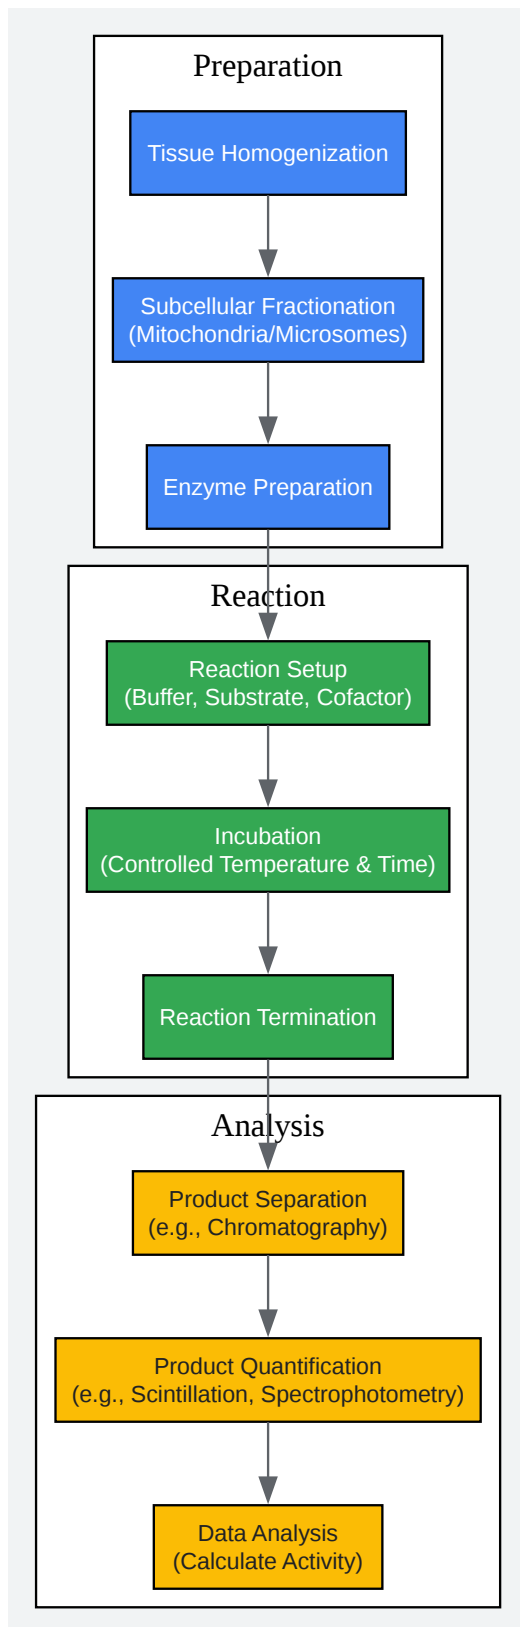 Preparation
Tissue Homogenization
Subcellular Fractionation
(Mitochondria/Microsomes)
Enzyme Preparation
Reaction
Reaction Setup
(Buffer, Substrate, Cofactor)
Incubation
(Controlled Temperature & Time)
Reaction Termination
Analysis
Product Separation
(e.g., Chromatography)
Product Quantification
(e.g., Scintillation, Spectrophotometry)
Data Analysis
(Calculate Activity)